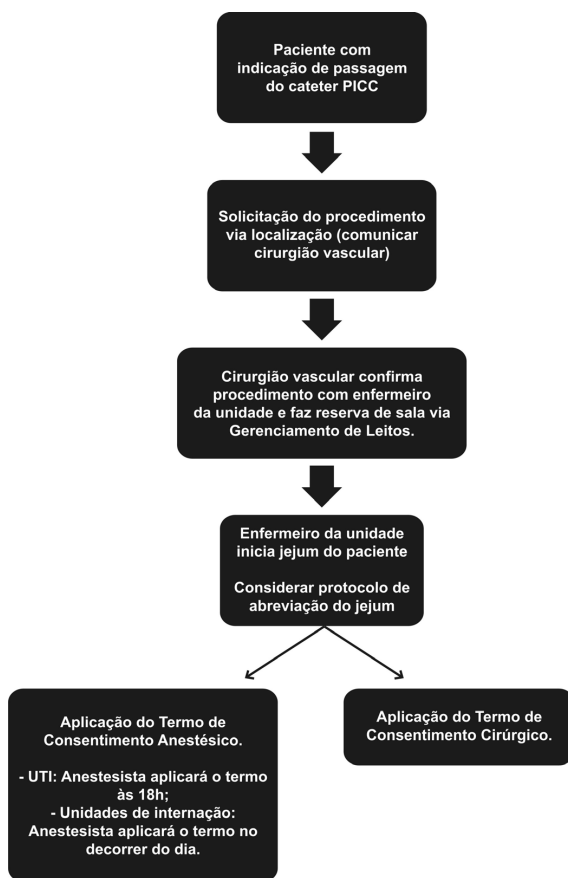 Paciente com
indicação de passagem
do cateter PICC
Solicitação do procedimento
via localização (comunicar
cirurgião vascular)
Cirurgião vascular confirma
procedimento com enfermeiro
da unidade e faz reserva de sala via
Gerenciamento de Leitos.
Enfermeiro da unidade
inicia jejum do paciente
Considerar protocolo de
abreviação do jejum
Aplicação do Termo de
Consentimento Anestésico.
- UTI: Anestesista aplicará o termo
às 18h;
- Unidades de internação:
Anestesista aplicará o termo no
decorrer do dia.
Aplicação do Termo de
Consentimento Cirúrgico.